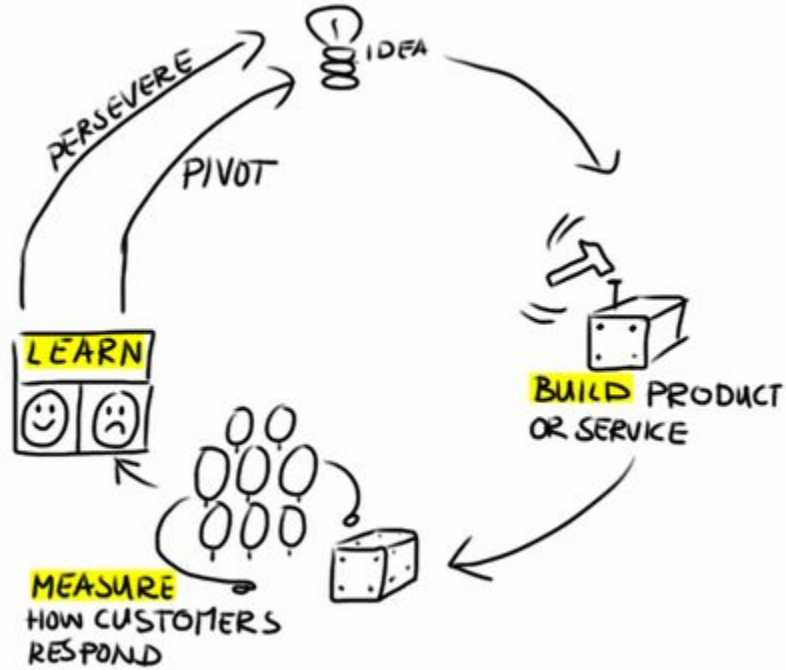 IDEA
PERSEVERE
PIVOT
LEARN
BUILD PRODUCT
OR SERVICE
MEASURE
HOW CUSTOMERS
RESPOND